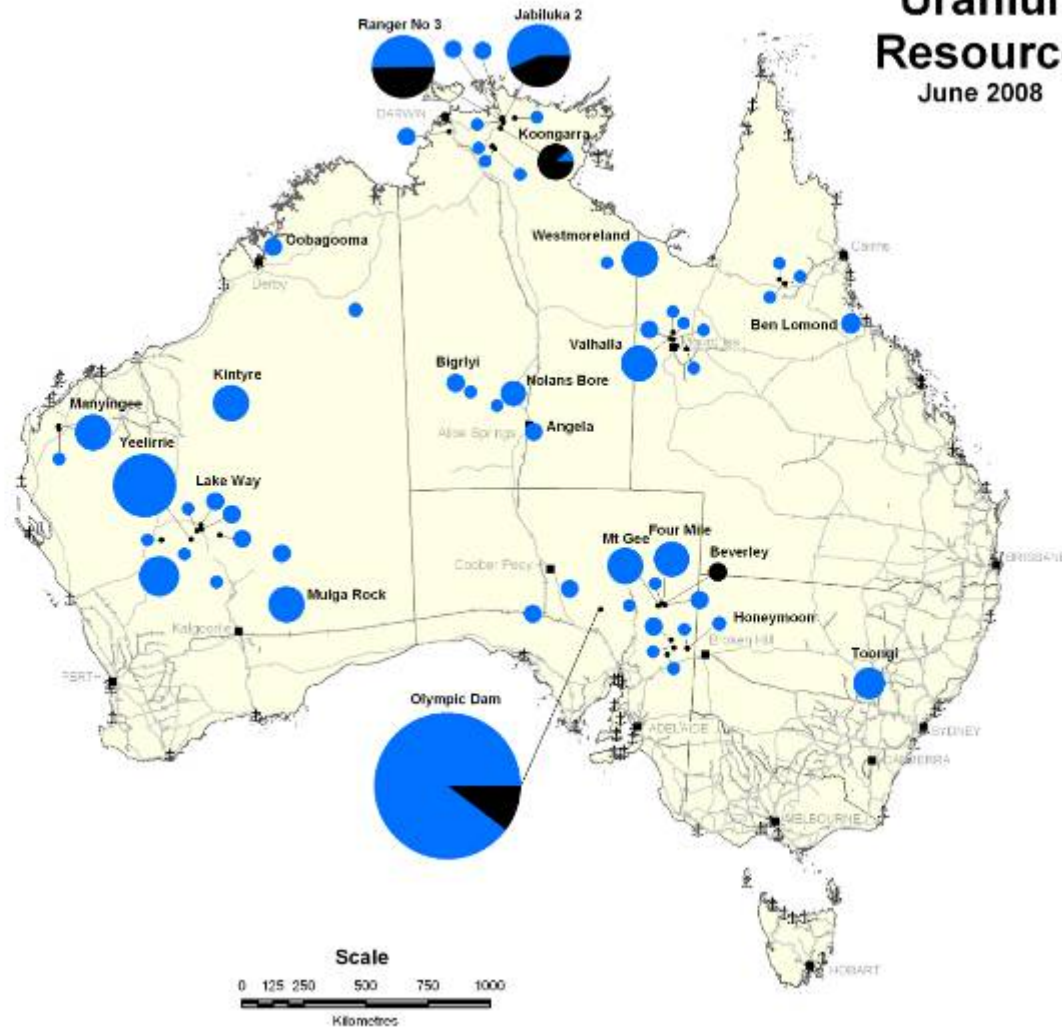 Uraniu
Resourc
June 2008
Ranger No 3
Jabiluka 2
DARWIN
Koongarra
Oobagooma
Derby
Westmoreland
Cairns
Ben Lomond
Valhalla
Bigrlyi
Nolans Bore
Kintyre
Manyingee
Alice Springs
Angela
Yeelirrie
Lake Way
Mt Gee
Four Mile
Beverley
Coober Pedy
BRISBANE
Mulga Rock
Honeymoon
Kalgoorlie
Broken Hill
Toongi
PERTH
Olympic Dam
ADELAIDE
SYDNEY
CANBERRA
MELBOURNE
HOBART
Scale
0 125 250 500 750 1000
Kilometres